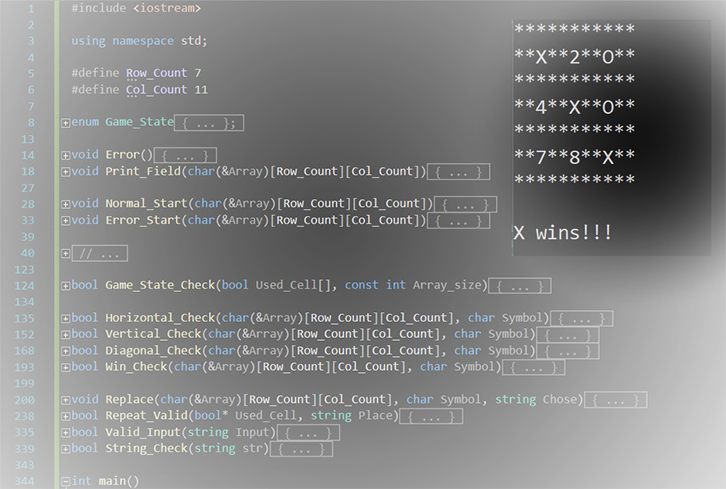 1 #include <iostream>
2
3 using namespace std;
4
5 #define Row_Count 7
6 #define Col_Count 11
7
8 enum Game_State { ... };
13
14 void Error() { ... }
18 void Print_Field(char(&Array)[Row_Count][Col_Count]) { ... }
27
28 void Normal_Start(char(&Array)[Row_Count][Col_Count]) { ... }
33 void Error_Start(char(&Array)[Row_Count][Col_Count]) { ... }
39
40 // ...
123
124 bool Game_State_Check(bool Used_Cell[], const int Array_size) { ... }
134
135 bool Horizontal_Check(char(&Array)[Row_Count][Col_Count], char Symbol) { ... }
152 bool Vertical_Check(char(&Array)[Row_Count][Col_Count], char Symbol) { ... }
168 bool Diagonal_Check(char(&Array)[Row_Count][Col_Count], char Symbol) { ... }
193 bool Win_Check(char(&Array)[Row_Count][Col_Count], char Symbol) { ... }
199
200 void Replace(char(&Array)[Row_Count][Col_Count], char Symbol, string Chose) { ... }
238 bool Repeat_Valid(bool* Used_Cell, string Place) { ... }
335 bool Valid_Input(string Input) { ... }
339 bool String_Check(string str) { ... }
343
344 int main()
***********
**X**2**O**
***********
**4**X**O**
***********
**7**8**X**
***********
X wins!!!